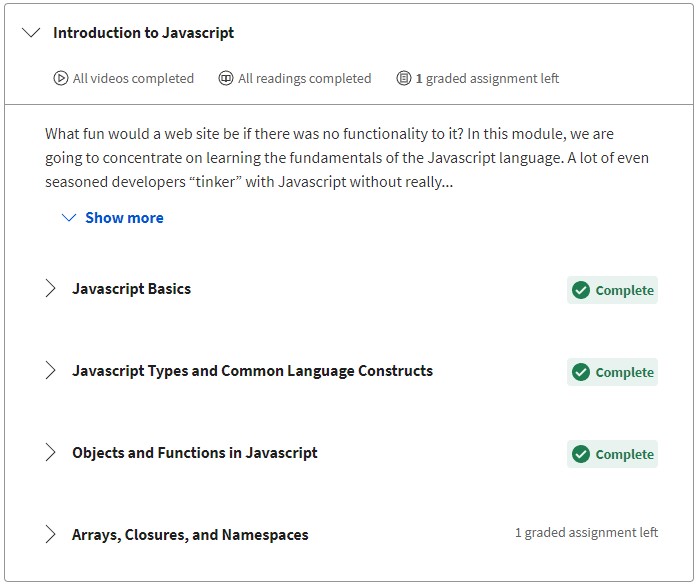 Introduction to Javascript
All videos completed All readings completed 1 graded assignment left
What fun would a web site be if there was no functionality to it? In this module, we are
going to concentrate on learning the fundamentals of the Javascript language. A lot of even
seasoned developers “tinker” with Javascript without really...
Show more
Javascript Basics Complete
Javascript Types and Common Language Constructs Complete
Objects and Functions in Javascript Complete
Arrays, Closures, and Namespaces 1 graded assignment left